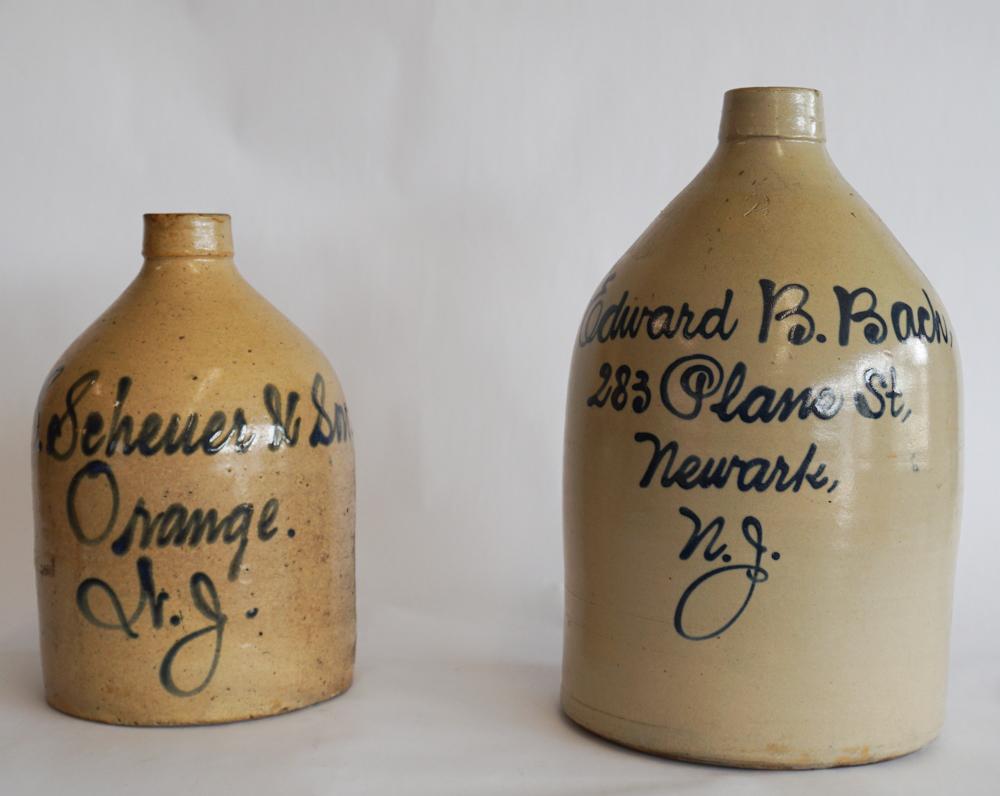 Scheuer & Son
Orange.
N.J.
Edward B. Bach,
283 Plane St,
Newark,
N.J.